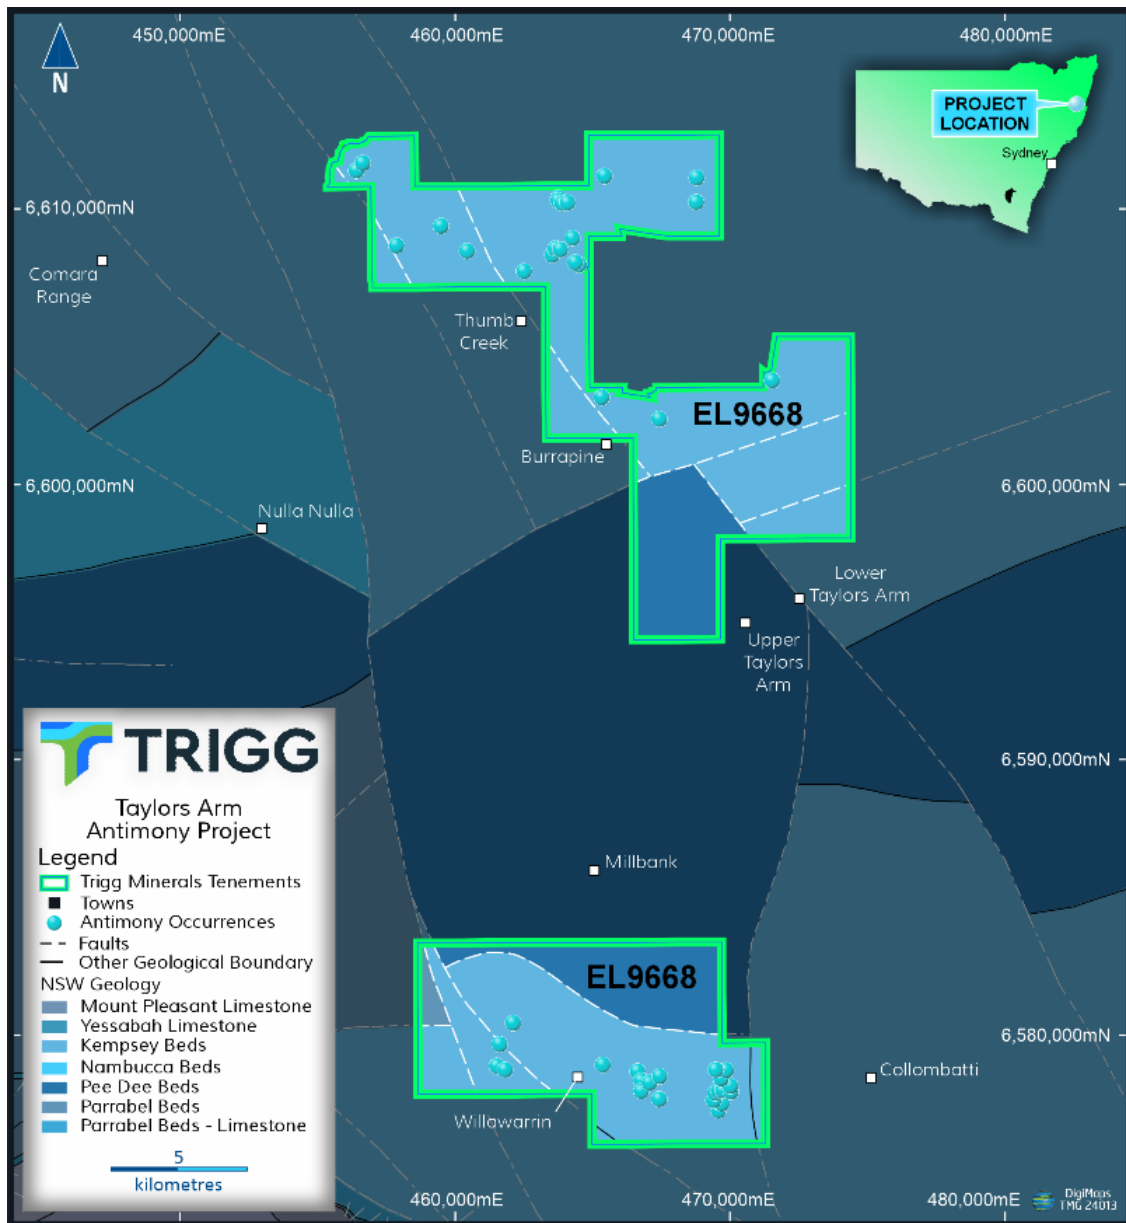 450,000mE
460,000mE
470,000mE
480,000mE
N
PROJECT
LOCATION
Sydney
6,610,000mN
Comara
Range
Thumb
Creek
EL9668
Burrapine
6,600,000mN
6,600,000mN
Nulla Nulla
Lower
Taylors Arm
Upper
Taylors
Arm
TRIGG
6,590,000mN
Taylors Arm
Antimony Project
Legend
Trigg Minerals Tenements
Towns
Antimony Occurrences
Faults
Other Geological Boundary
NSW Geology
Mount Pleasant Limestone
Yessabah Limestone
Kempsey Beds
Nambucca Beds
Pee Dee Beds
Parrabel Beds
Parrabel Beds - Limestone
5
kilometres
Millbank
EL9668
6,580,000mN
Collombatti
Willawarrin
460,000mE
470,000mE
480,000mE
DigiMaps
TMG 24013